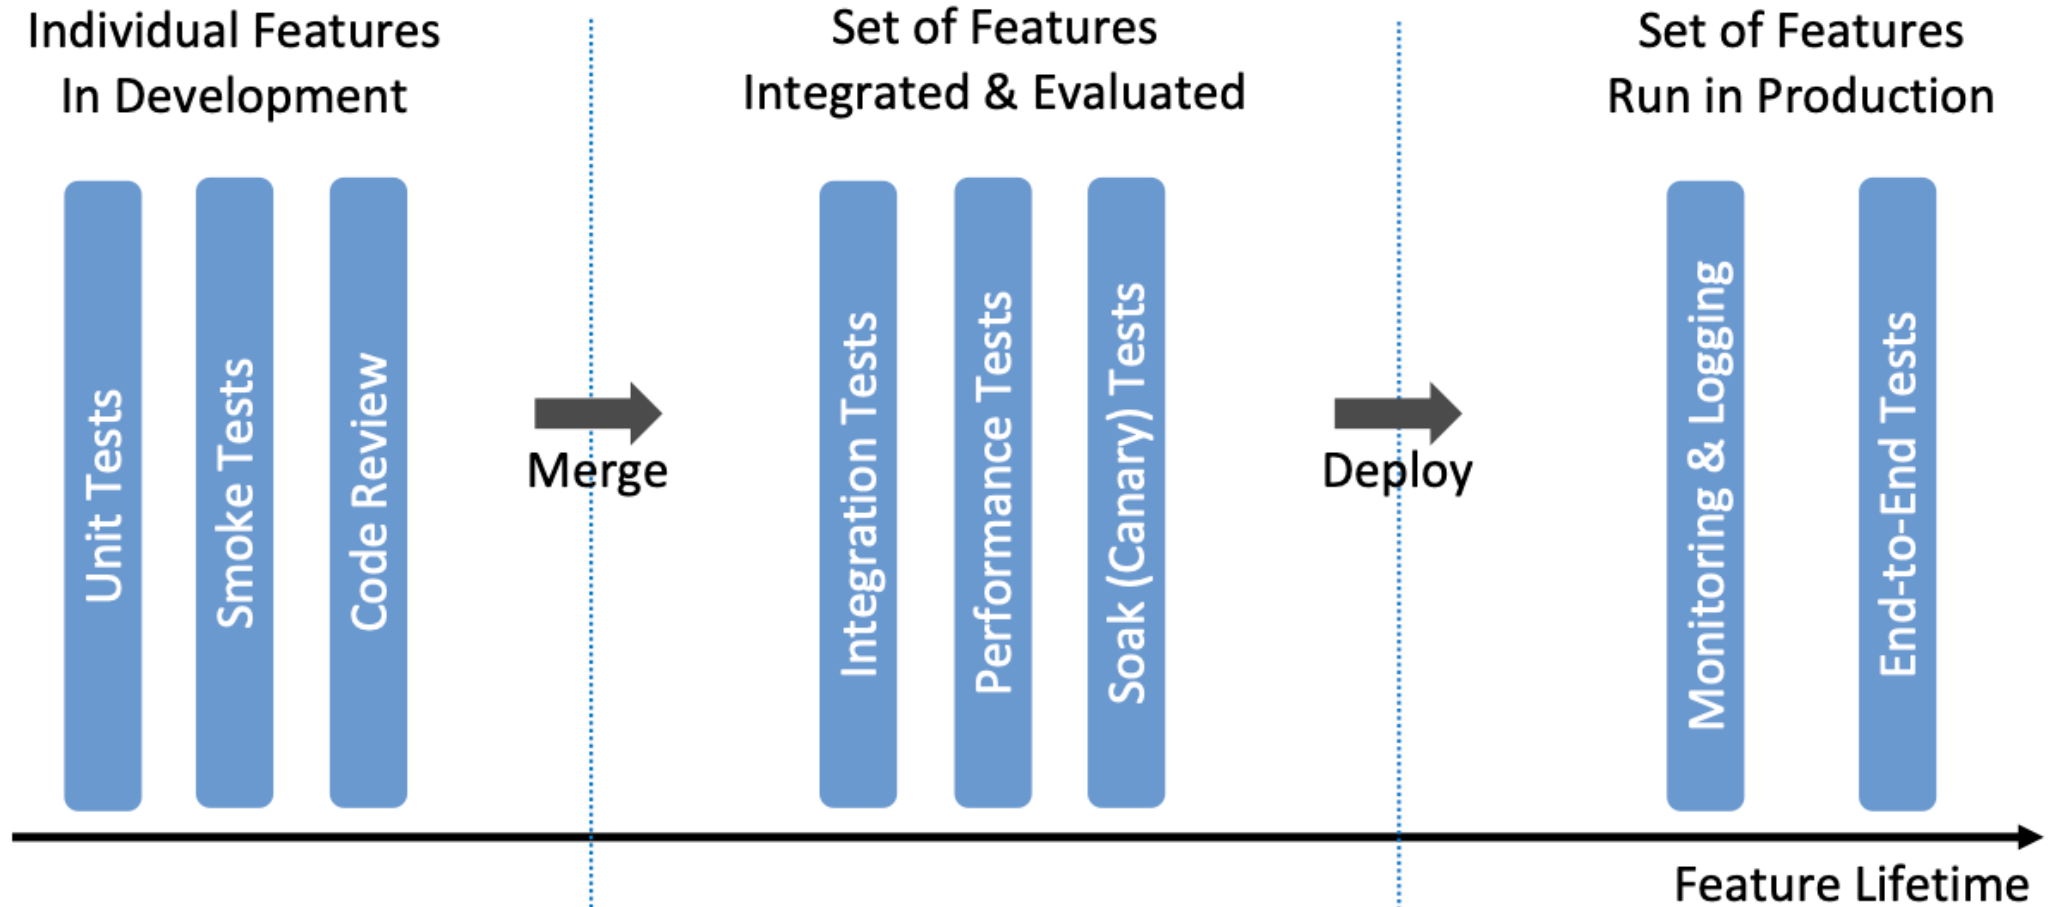 Individual Features
In Development
Set of Features
Integrated & Evaluated
Set of Features
Run in Production
Unit Tests
Smoke Tests
Code Review
Merge
Integration Tests
Performance Tests
Soak (Canary) Tests
Deploy
Monitoring & Logging
End-to-End Tests
Feature Lifetime